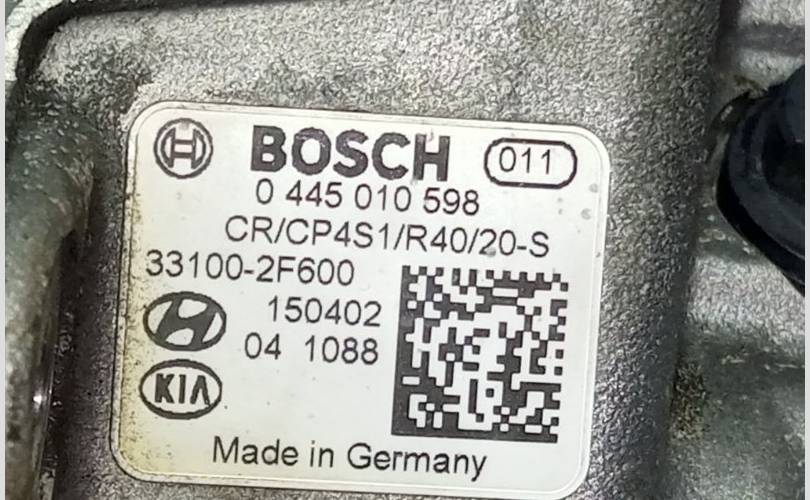 BOSCH 011
0 445 010 598
CR/CP4S1/R40/20-S
33100-2F600
150402
04 1088
KIA
Made in Germany